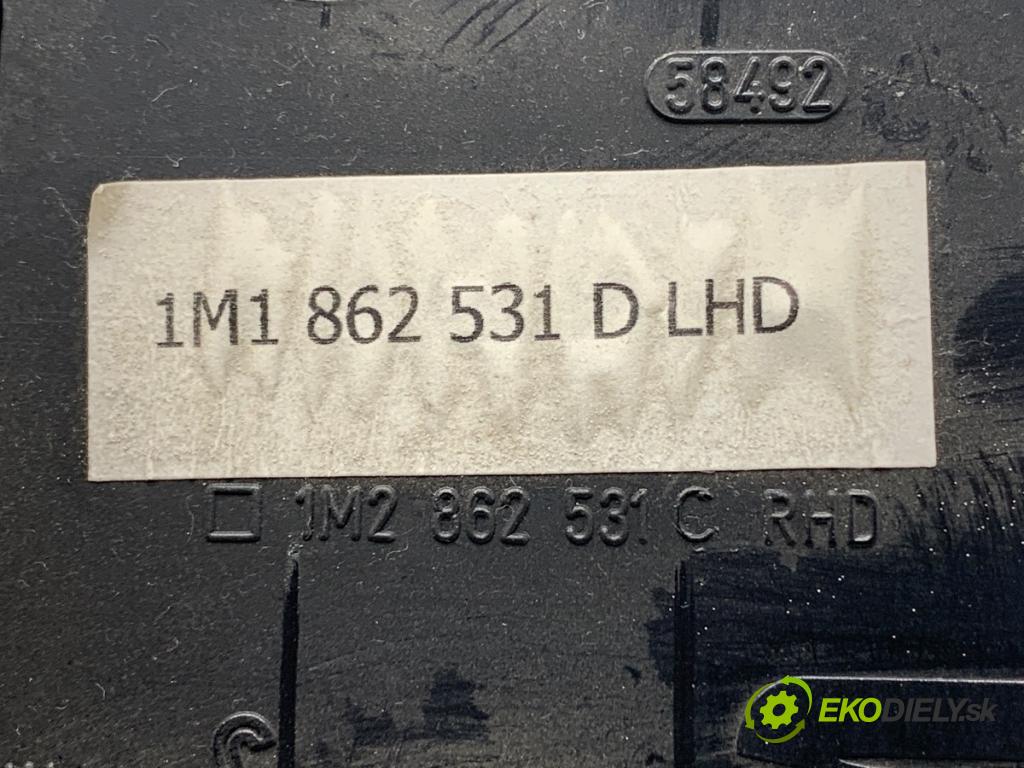 58492
1M1 862 531 D LHD
1M2 862 531 C RHD
EKODIELY.sk